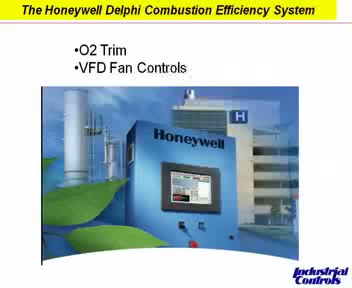 The Honeywell Delphi Combustion Efficiency System
•O2 Trim
•VFD Fan Controls
H
Honeywell
Industrial
Controls